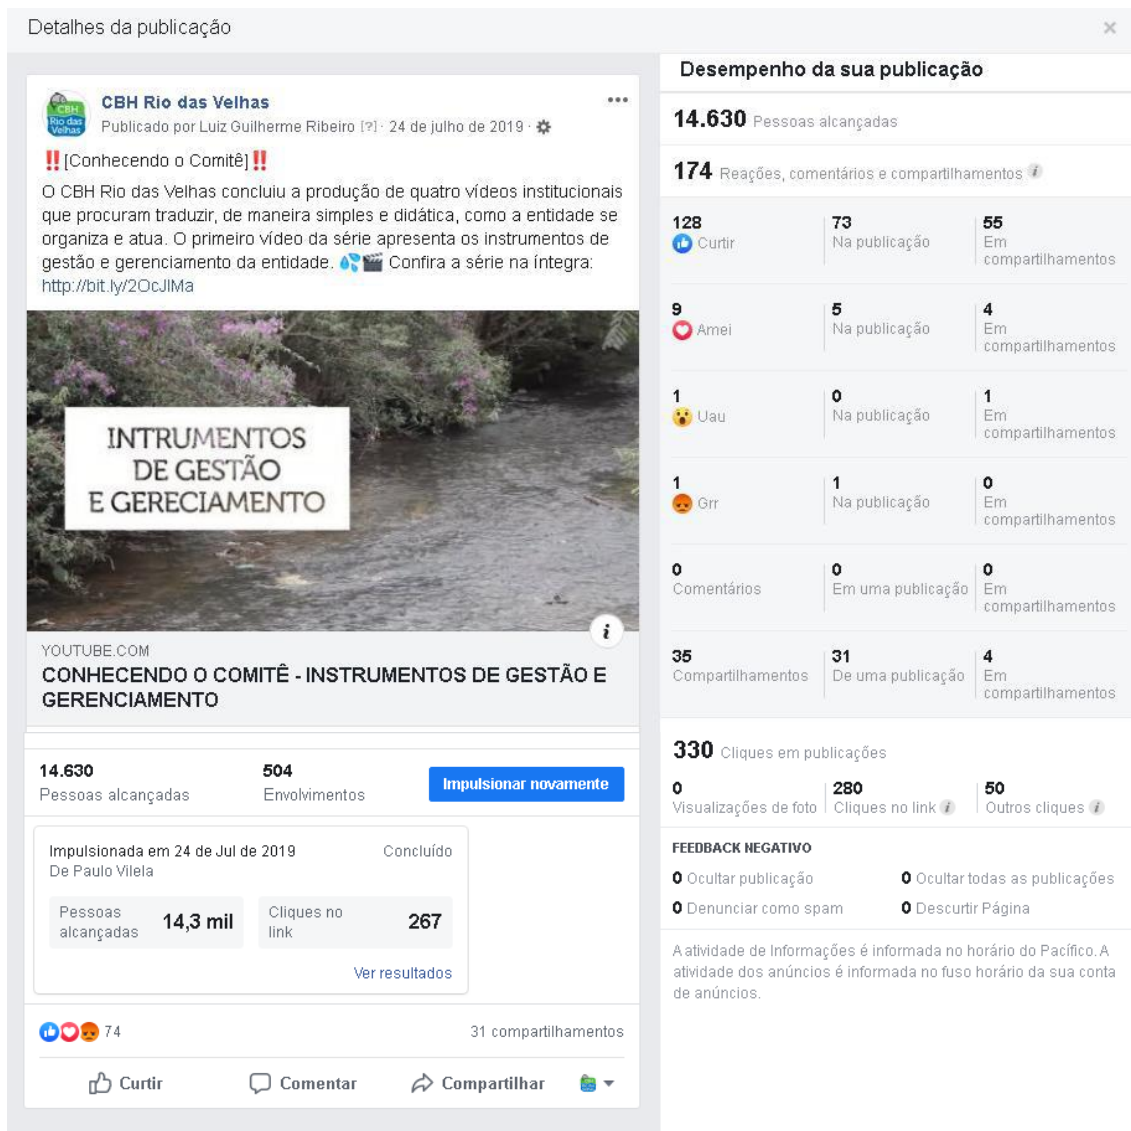 Detalhes da publicação
CBH Rio das Velhas
Publicado por Luiz Guilherme Ribeiro [?] · 24 de julho de 2019 ·
‼[Conhecendo o Comitê]‼
O CBH Rio das Velhas concluiu a produção de quatro vídeos institucionais
que procuram traduzir, de maneira simples e didática, como a entidade se
organiza e atua. O primeiro vídeo da série apresenta os instrumentos de
gestão e gerenciamento da entidade. 💦🎬 Confira a série na íntegra:
http://bit.ly/2OcJIMa
INTRUMENTOS
DE GESTÃO
E GERECIAMENTO
YOUTUBE.COM
CONHECENDO O COMITÊ - INSTRUMENTOS DE GESTÃO E
GERENCIAMENTO
14.630
Pessoas alcançadas
504
Envolvimentos
Impulsionar novamente
Impulsionada em 24 de Jul de 2019
Concluído
De Paulo Vilela
Pessoas
alcançadas
14,3 mil
Cliques no
link
267
Ver resultados
74
31 compartilhamentos
Curtir
Comentar
Compartilhar
Desempenho da sua publicação
14.630 Pessoas alcançadas
174 Reações, comentários e compartilhamentos
128
Curtir
73
Na publicação
55
Em
compartilhamentos
9
Amei
5
Na publicação
4
Em
compartilhamentos
1
Uau
0
Na publicação
1
Em
compartilhamentos
1
Grr
1
Na publicação
0
Em
compartilhamentos
0
Comentários
0
Em uma publicação
0
Em
compartilhamentos
35
Compartilhamentos
31
De uma publicação
4
Em
compartilhamentos
330 Cliques em publicações
0
Visualizações de foto
280
Cliques no link
50
Outros cliques
FEEDBACK NEGATIVO
0 Ocultar publicação
0 Ocultar todas as publicações
0 Denunciar como spam
0 Descurtir Página
A atividade de Informações é informada no horário do Pacífico. A
atividade dos anúncios é informada no fuso horário da sua conta
de anúncios.